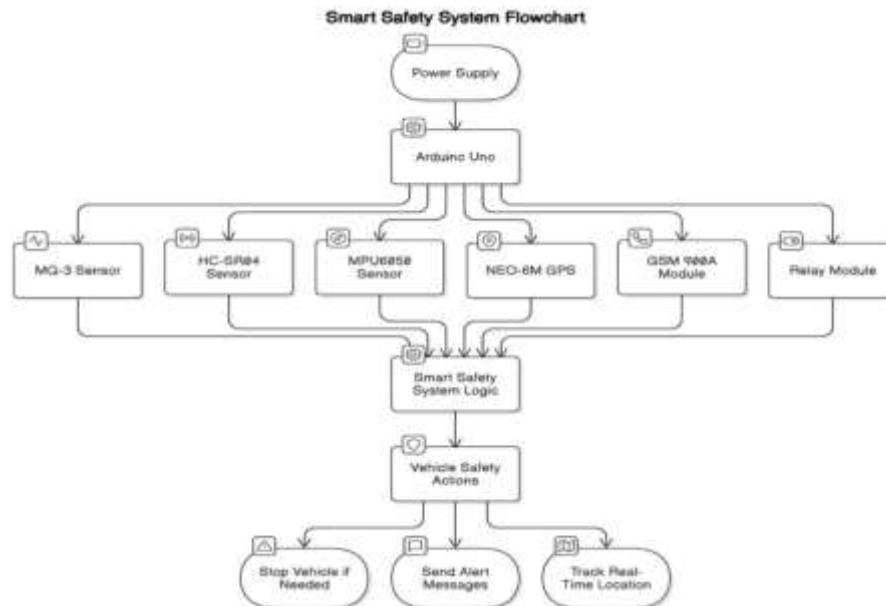 Smart Safety System Flowchart
Power Supply
Arduino Uno
MQ-3 Sensor
HC-SR04
Sensor
MPU6050
Sensor
NEO-6M GPS
GSM 900A
Module
Relay Module
Smart Safety
System Logic
Vehicle Safety
Actions
Stop Vehicle if
Needed
Send Alert
Messages
Track Real-
Time Location